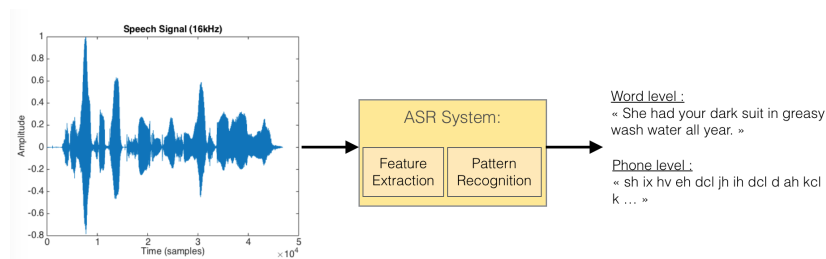 Speech Signal (16kHz)
1
0.8
0.6
0.4
0.2
0
-0.2
-0.4
-0.6
-0.8
Amplitude
0 1 2 3 4 5
Time (samples)
×10⁴
ASR System:
Feature
Extraction
Pattern
Recognition
Word level :
« She had your dark suit in greasy
wash water all year. »
Phone level :
« sh ix hv eh dcl jh ih dcl d ah kcl
k … »